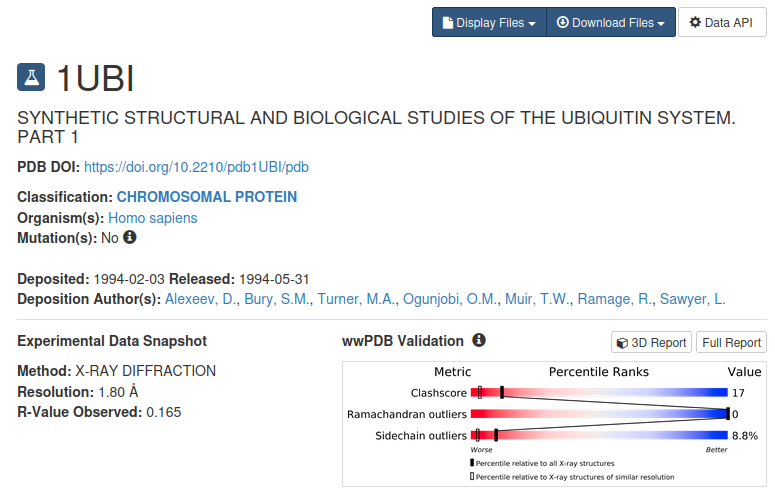 Display Files Download Files Data API
1UBI
SYNTHETIC STRUCTURAL AND BIOLOGICAL STUDIES OF THE UBIQUITIN SYSTEM.
PART 1
PDB DOI: https://doi.org/10.2210/pdb1UBI/pdb
Classification: CHROMOSOMAL PROTEIN
Organism(s): Homo sapiens
Mutation(s): No
Deposited: 1994-02-03 Released: 1994-05-31
Deposition Author(s): Alexeev, D., Bury, S.M., Turner, M.A., Ogunjobi, O.M., Muir, T.W., Ramage, R., Sawyer, L.
Experimental Data Snapshot
Method: X-RAY DIFFRACTION
Resolution: 1.80 Å
R-Value Observed: 0.165
wwPDB Validation 3D Report Full Report
Metric Percentile Ranks Value
Clashscore 17
Ramachandran outliers 0
Sidechain outliers 8.8%
Worse Better
Percentile relative to all X-ray structures
Percentile relative to X-ray structures of similar resolution